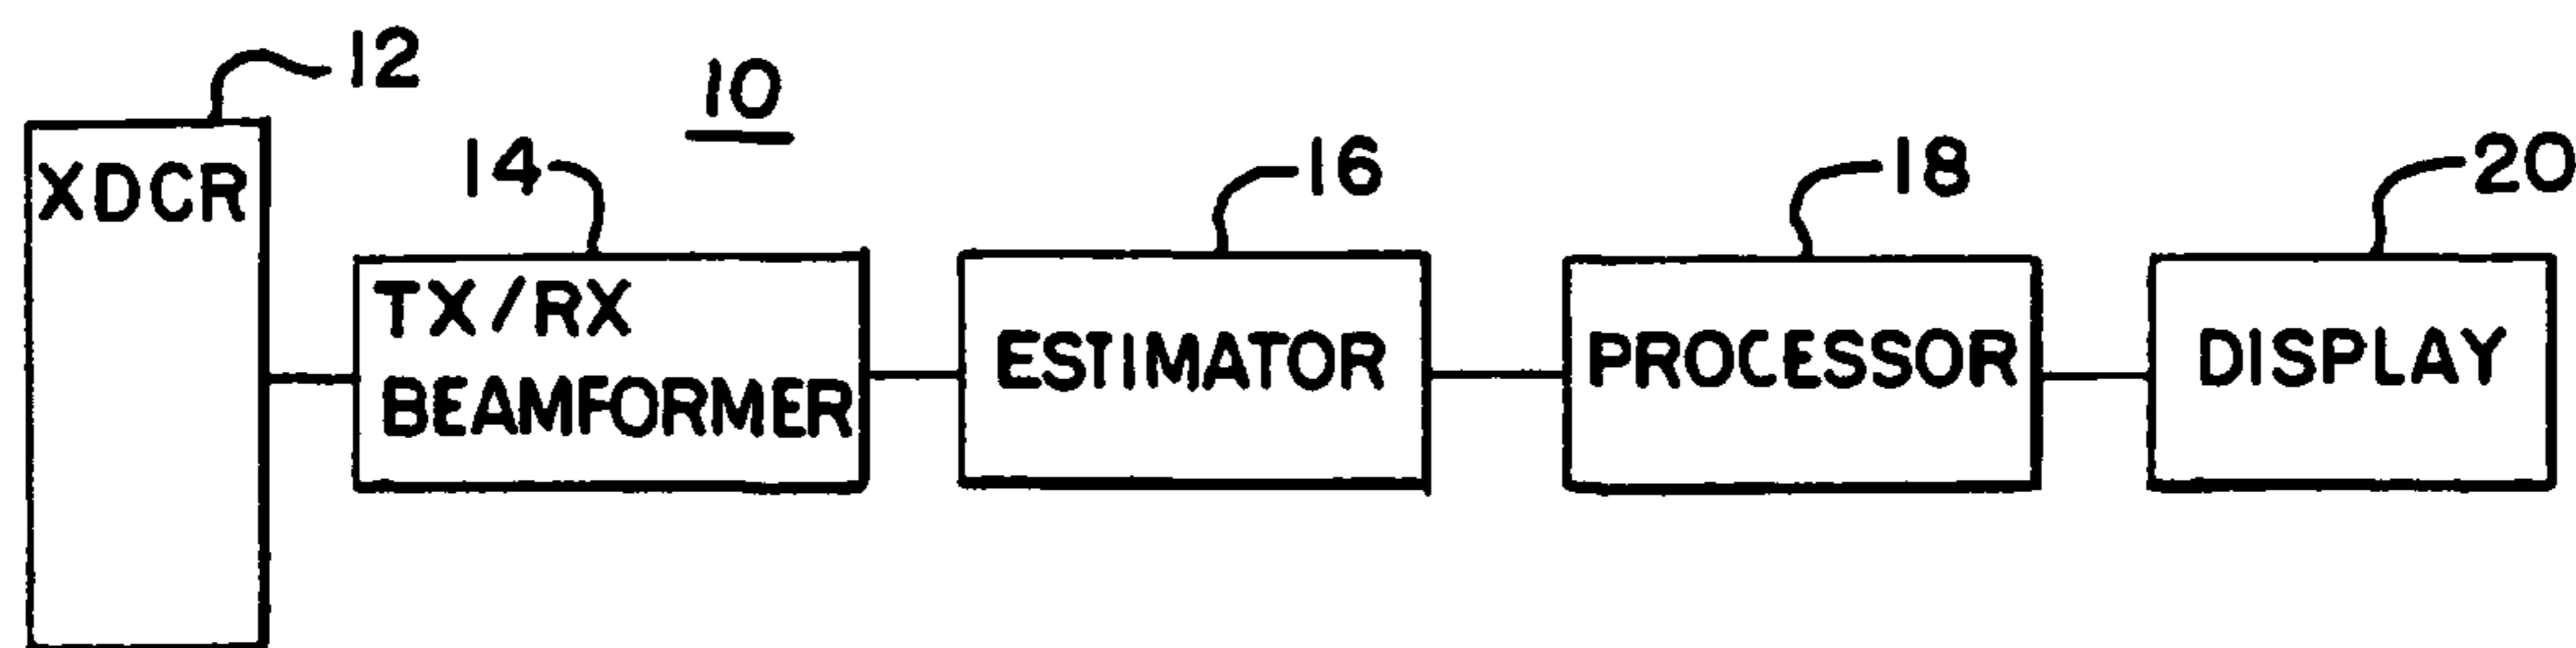 12
10
14
16
18
20
XDCR
TX/RX
BEAMFORMER
ESTIMATOR
PROCESSOR
DISPLAY